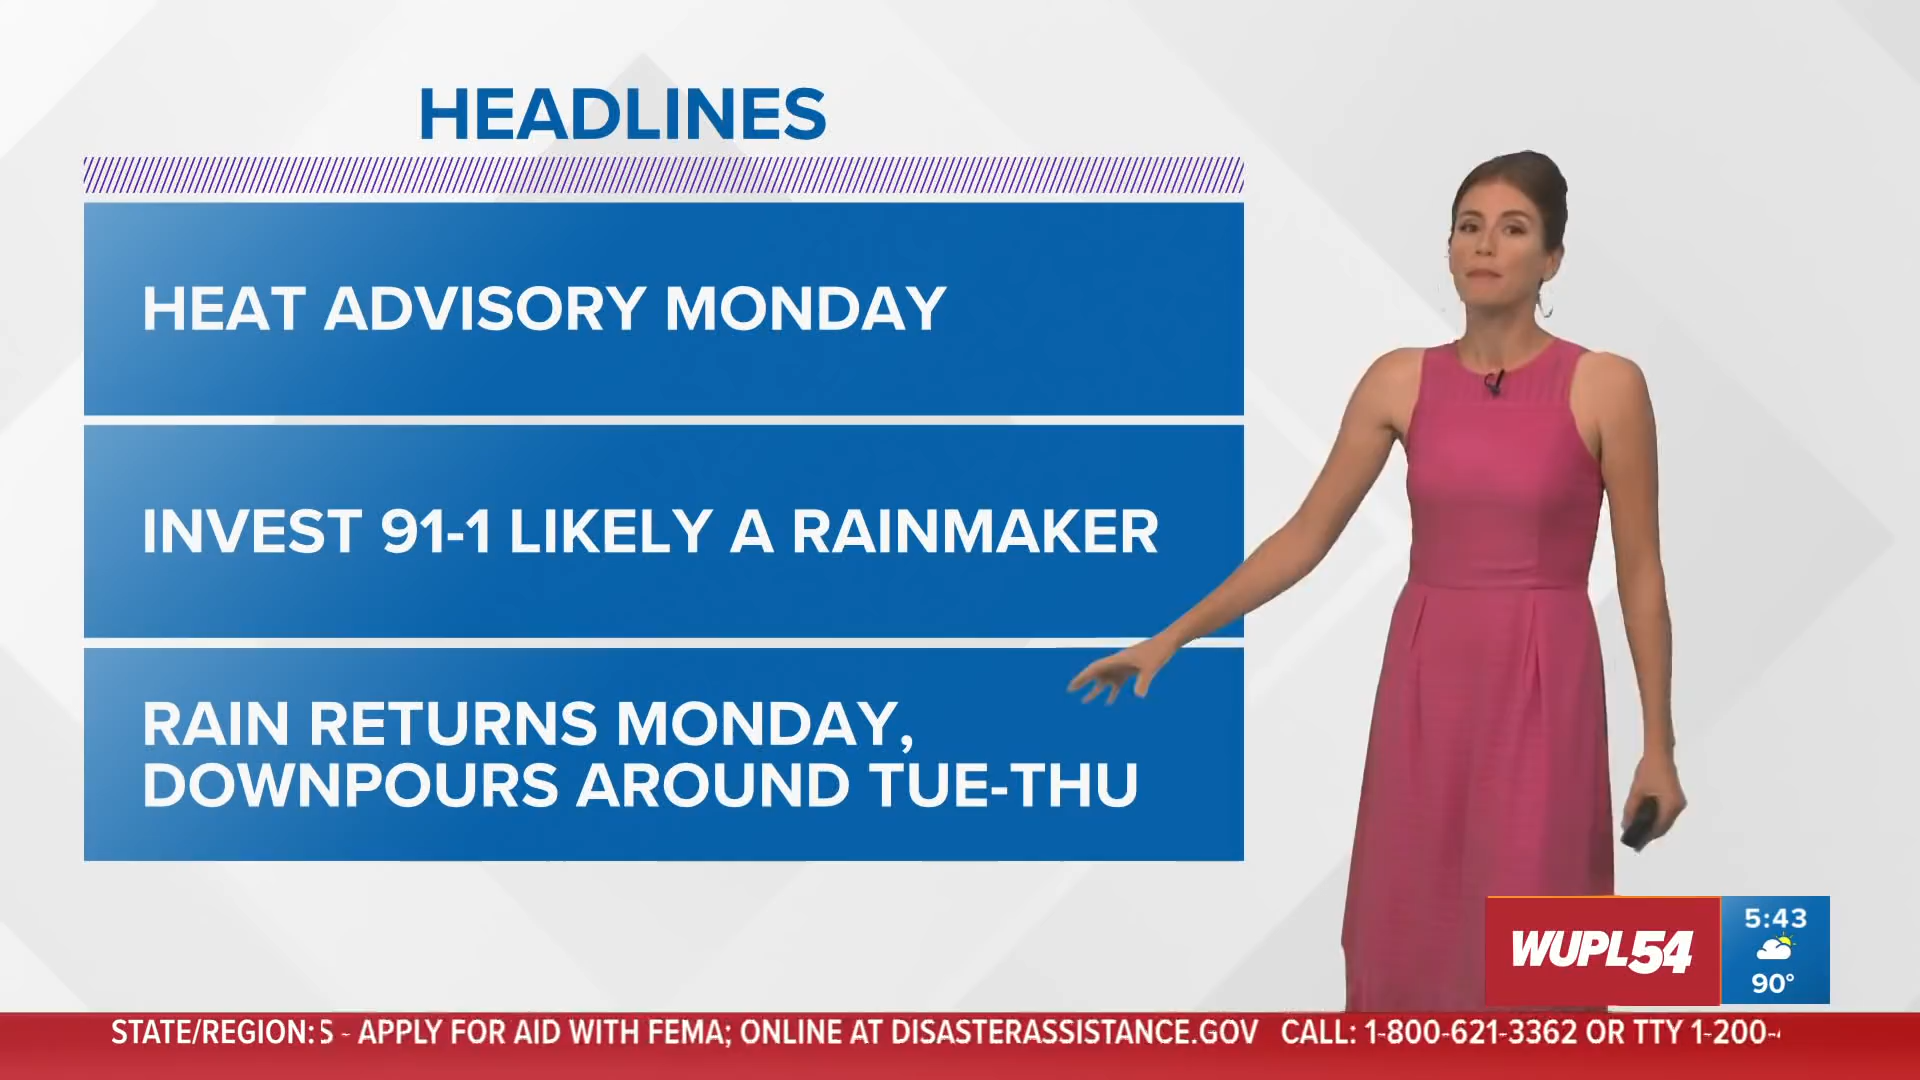 HEADLINES
HEAT ADVISORY MONDAY
INVEST 91-1 LIKELY A RAINMAKER
RAIN RETURNS MONDAY,
DOWNPOURS AROUND TUE-THU
WUPL54
5:43
90°
STATE/REGION: - APPLY FOR AID WITH FEMA; ONLINE AT DISASTERASSISTANCE.GOV CALL: 1-800-621-3362 OR TTY 1-200-